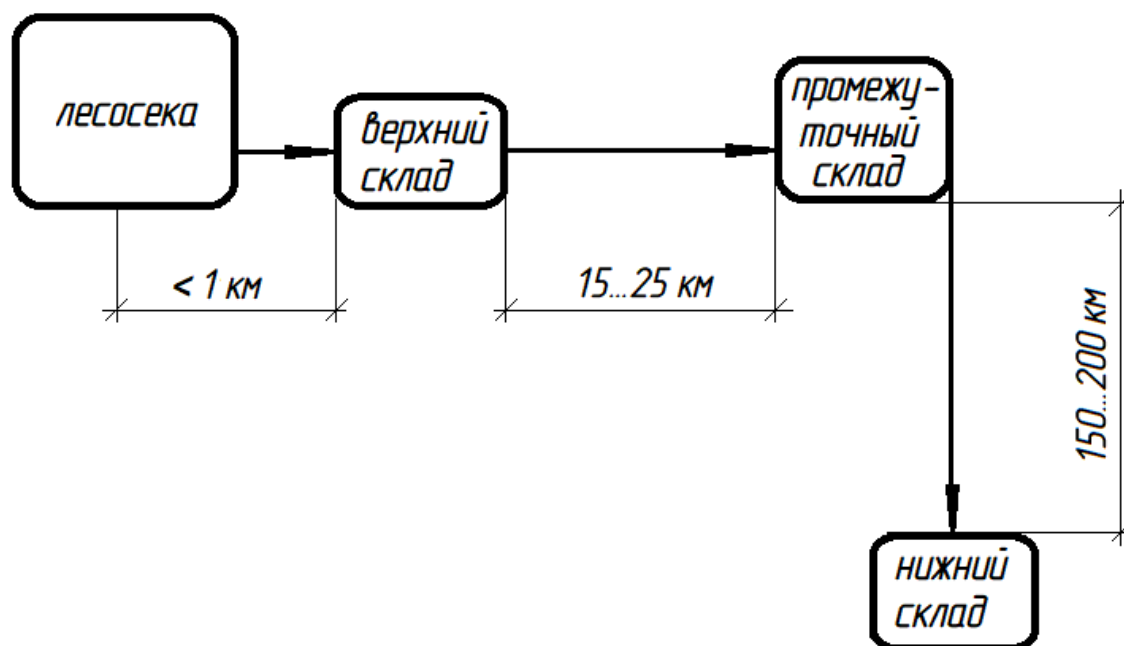 лесосека
верхний
склад
промежу-
точный
склад
< 1 км
15...25 км
150...200 км
нижний
склад